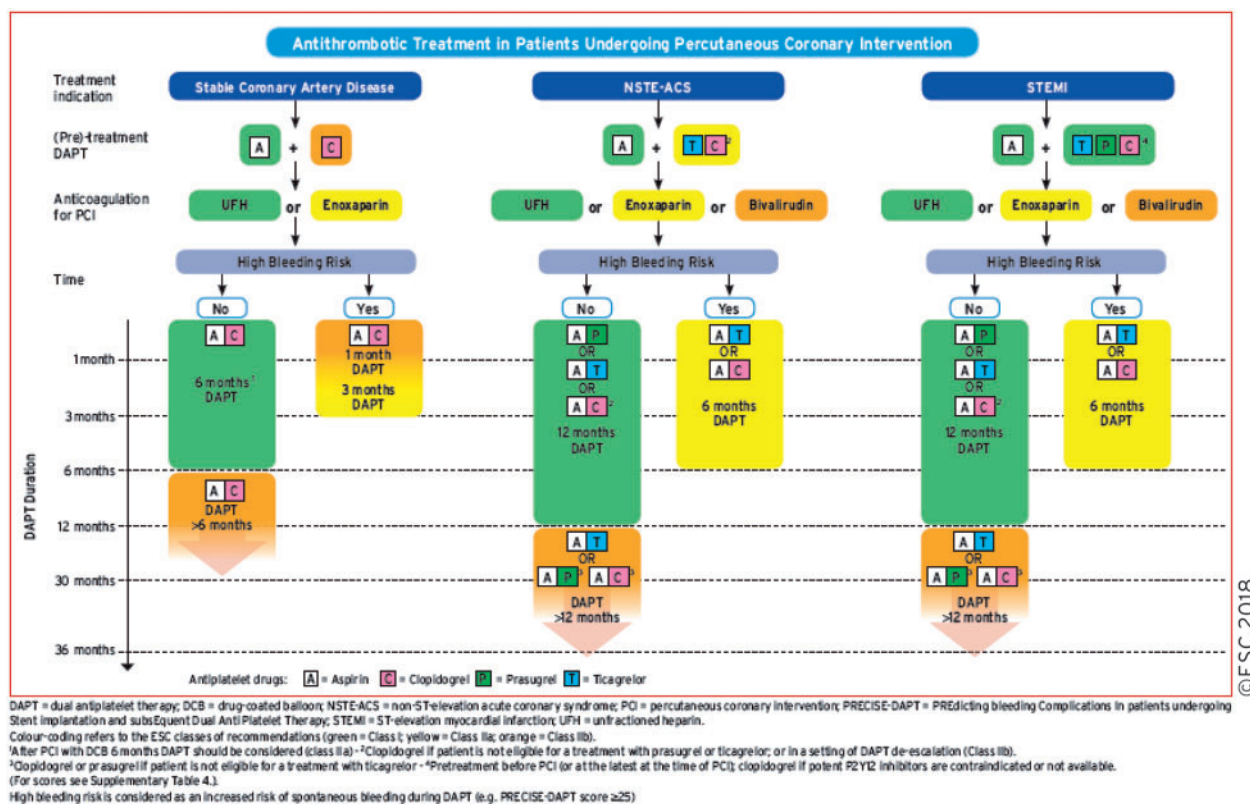 Antithrombotic Treatment in Patients Undergoing Percutaneous Coronary Intervention
Treatment indication
Stable Coronary Artery Disease
NSTE-ACS
STEMI
(Pre)-treatment DAPT
A + C
A + T C 2
A + T P C 4
Anticoagulation for PCI
UFH or Enoxaparin
UFH or Enoxaparin or Bivalirudin
UFH or Enoxaparin or Bivalirudin
High Bleeding Risk
High Bleeding Risk
High Bleeding Risk
Time
No
Yes
No
Yes
No
Yes
DAPT Duration
1 month
3 months
6 months
12 months
30 months
36 months
A C
6 months1
DAPT
A C
DAPT
>6 months
A C
1 month
DAPT
3 months
DAPT
A P
OR
A T
OR
A C 2
12 months
DAPT
A T
OR
A P 3 A C 3
DAPT
>12 months
A T
OR
A C
6 months
DAPT
A P
OR
A T
OR
A C 2
12 months
DAPT
A T
OR
A P 3 A C 3
DAPT
>12 months
A T
OR
A C
6 months
DAPT
Antiplatelet drugs: A = Aspirin C = Clopidogrel P = Prasugrel T = Ticagrelor
©ESC 2018
DAPT = dual antiplatelet therapy; DCB = drug-coated balloon; NSTE-ACS = non-ST-elevation acute coronary syndrome; PCI = percutaneous coronary intervention; PRECISE-DAPT = PREdicting bleeding Complications In patients undergoing
Stent implantation and subsEquent Dual Anti Platelet Therapy; STEMI = ST-elevation myocardial infarction; UFH = unfractioned heparin.
Colour-coding refers to the ESC classes of recommendations (green = Class I; yellow = Class IIa; orange = Class IIb).
1After PCI with DCB 6 months DAPT should be considered (class IIa) - 2Clopidogrel if patient is not eligible for a treatment with prasugrel or ticagrelor; or in a setting of DAPT de-escalation (Class IIb).
3Clopidogrel or prasugrel if patient is not eligible for a treatment with ticagrelor - 4Pretreatment before PCI (or at the latest at the time of PCI); clopidogrel if potent P2Y12 inhibitors are contraindicated or not available.
(For scores see Supplementary Table 4.)
High bleeding risk is considered as an increased risk of spontaneous bleeding during DAPT (e.g. PRECISE-DAPT score ≥25)